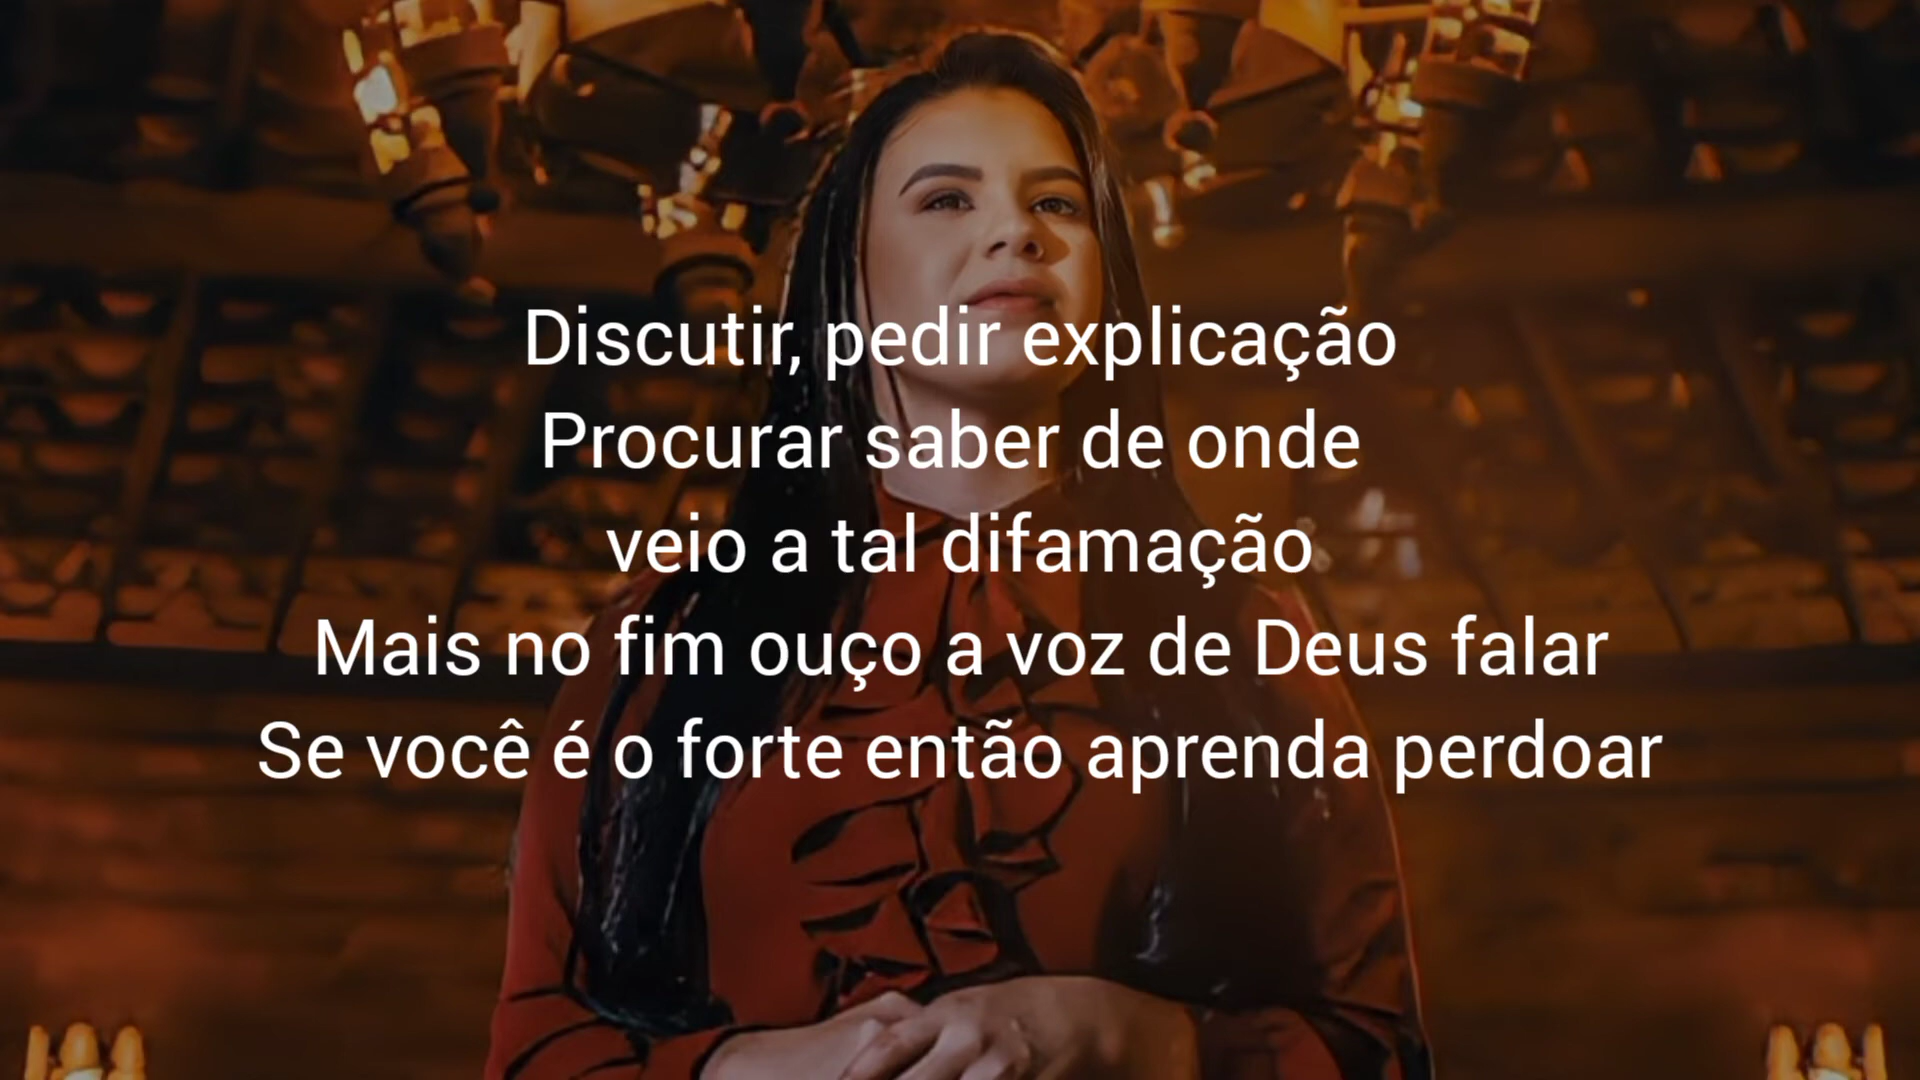 Discutir, pedir explicação
Procurar saber de onde
veio a tal difamação
Mais no fim ouço a voz de Deus falar
Se você é o forte então aprenda perdoar